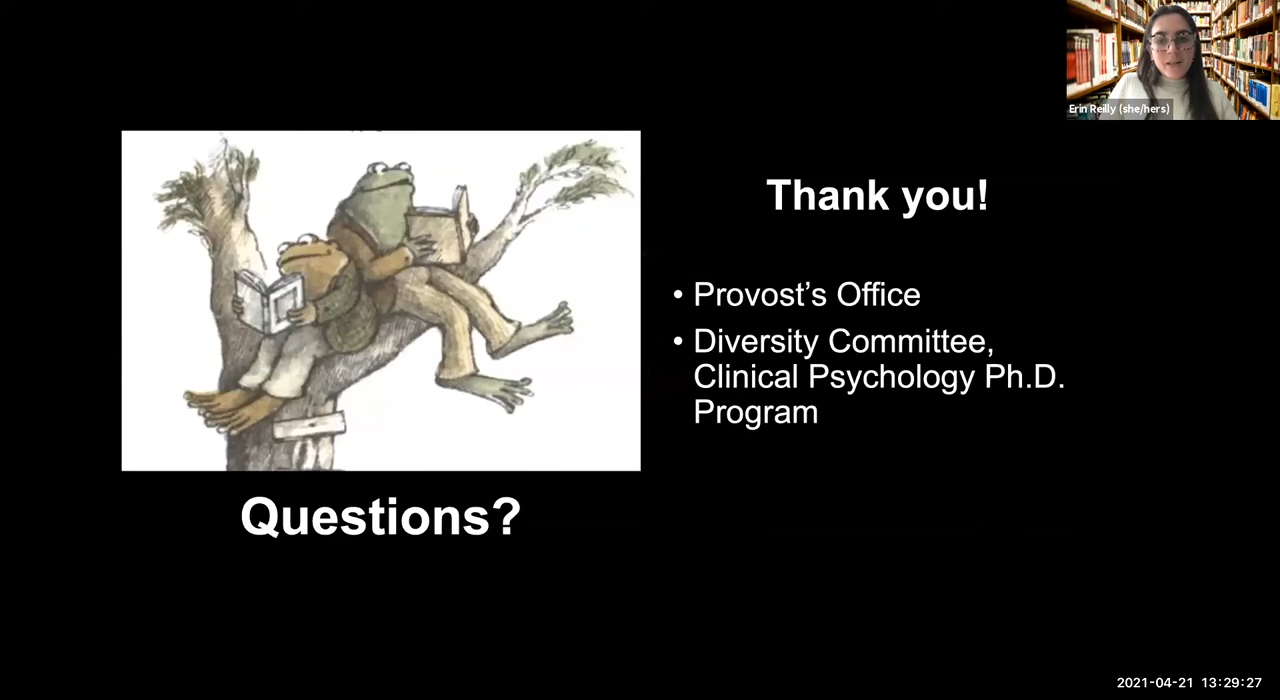 Erin Reilly (she/hers)
Thank you!
• Provost’s Office
• Diversity Committee,
Clinical Psychology Ph.D.
Program
Questions?
2021-04-21 13:29:27